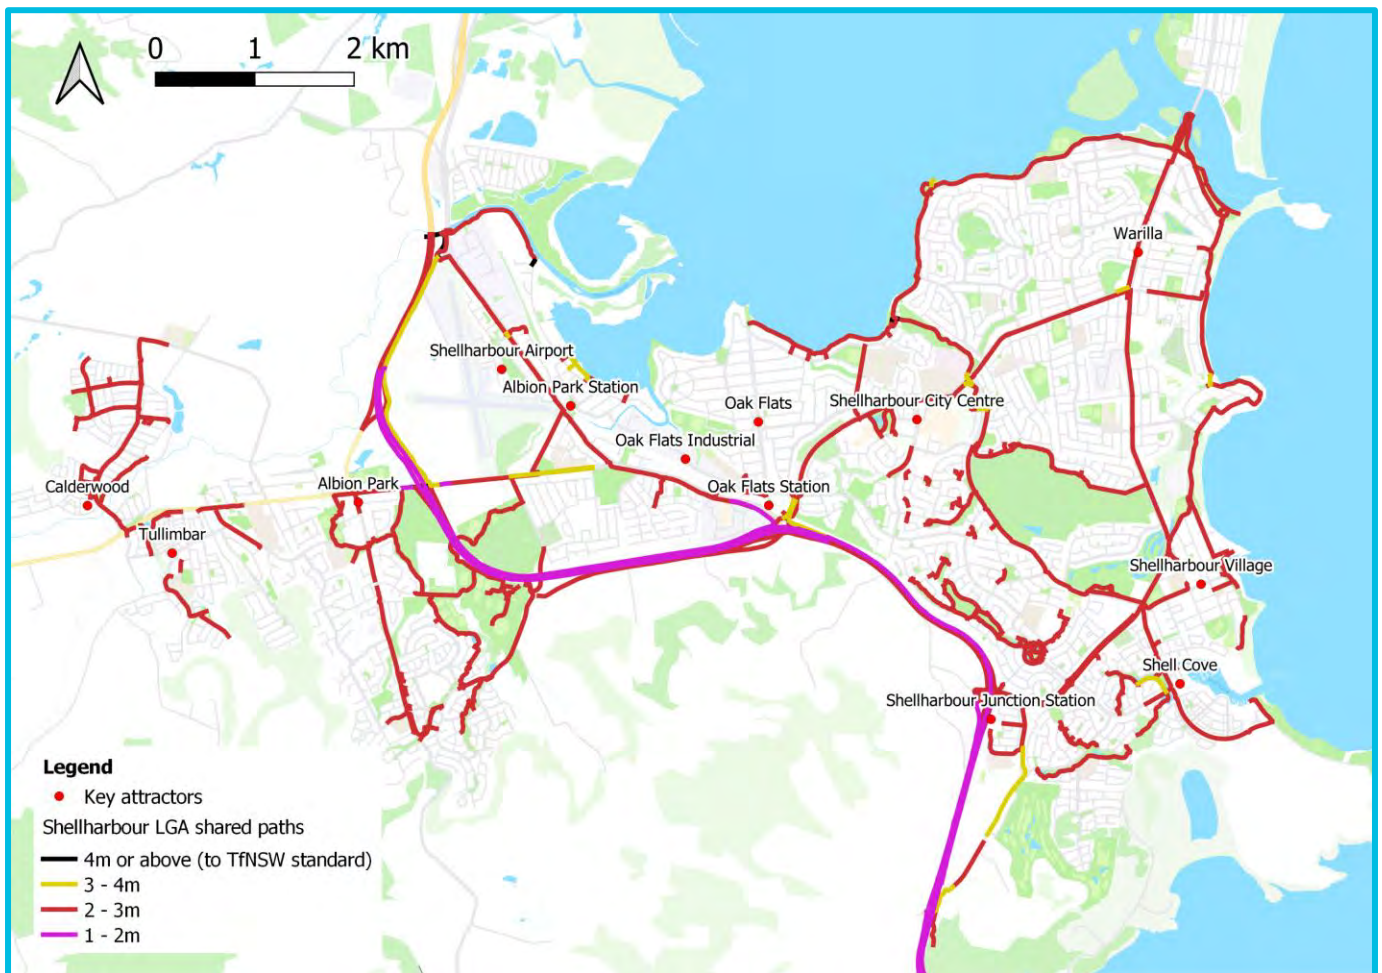 0 1 2 km
Warilla
Shellharbour Airport
Albion Park Station
Oak Flats
Shellharbour City Centre
Oak Flats Industrial
Calderwood
Albion Park
Oak Flats Station
Tullimbar
Shellharbour Village
Shell Cove
Shellharbour Junction Station
Legend
Key attractors
Shellharbour LGA shared paths
4m or above (to TfNSW standard)
3 - 4m
2 - 3m
1 - 2m